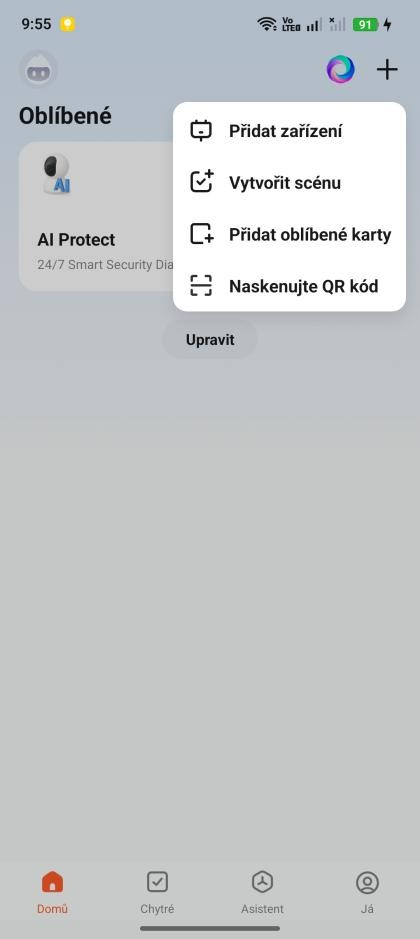 9:55
Vo
LTE
91
Oblíbené
Přidat zařízení
Vytvořit scénu
Přidat oblíbené karty
Naskenujte QR kód
AI
AI Protect
24/7 Smart Security Dia
Upravit
Domů
Chytré
Asistent
Já